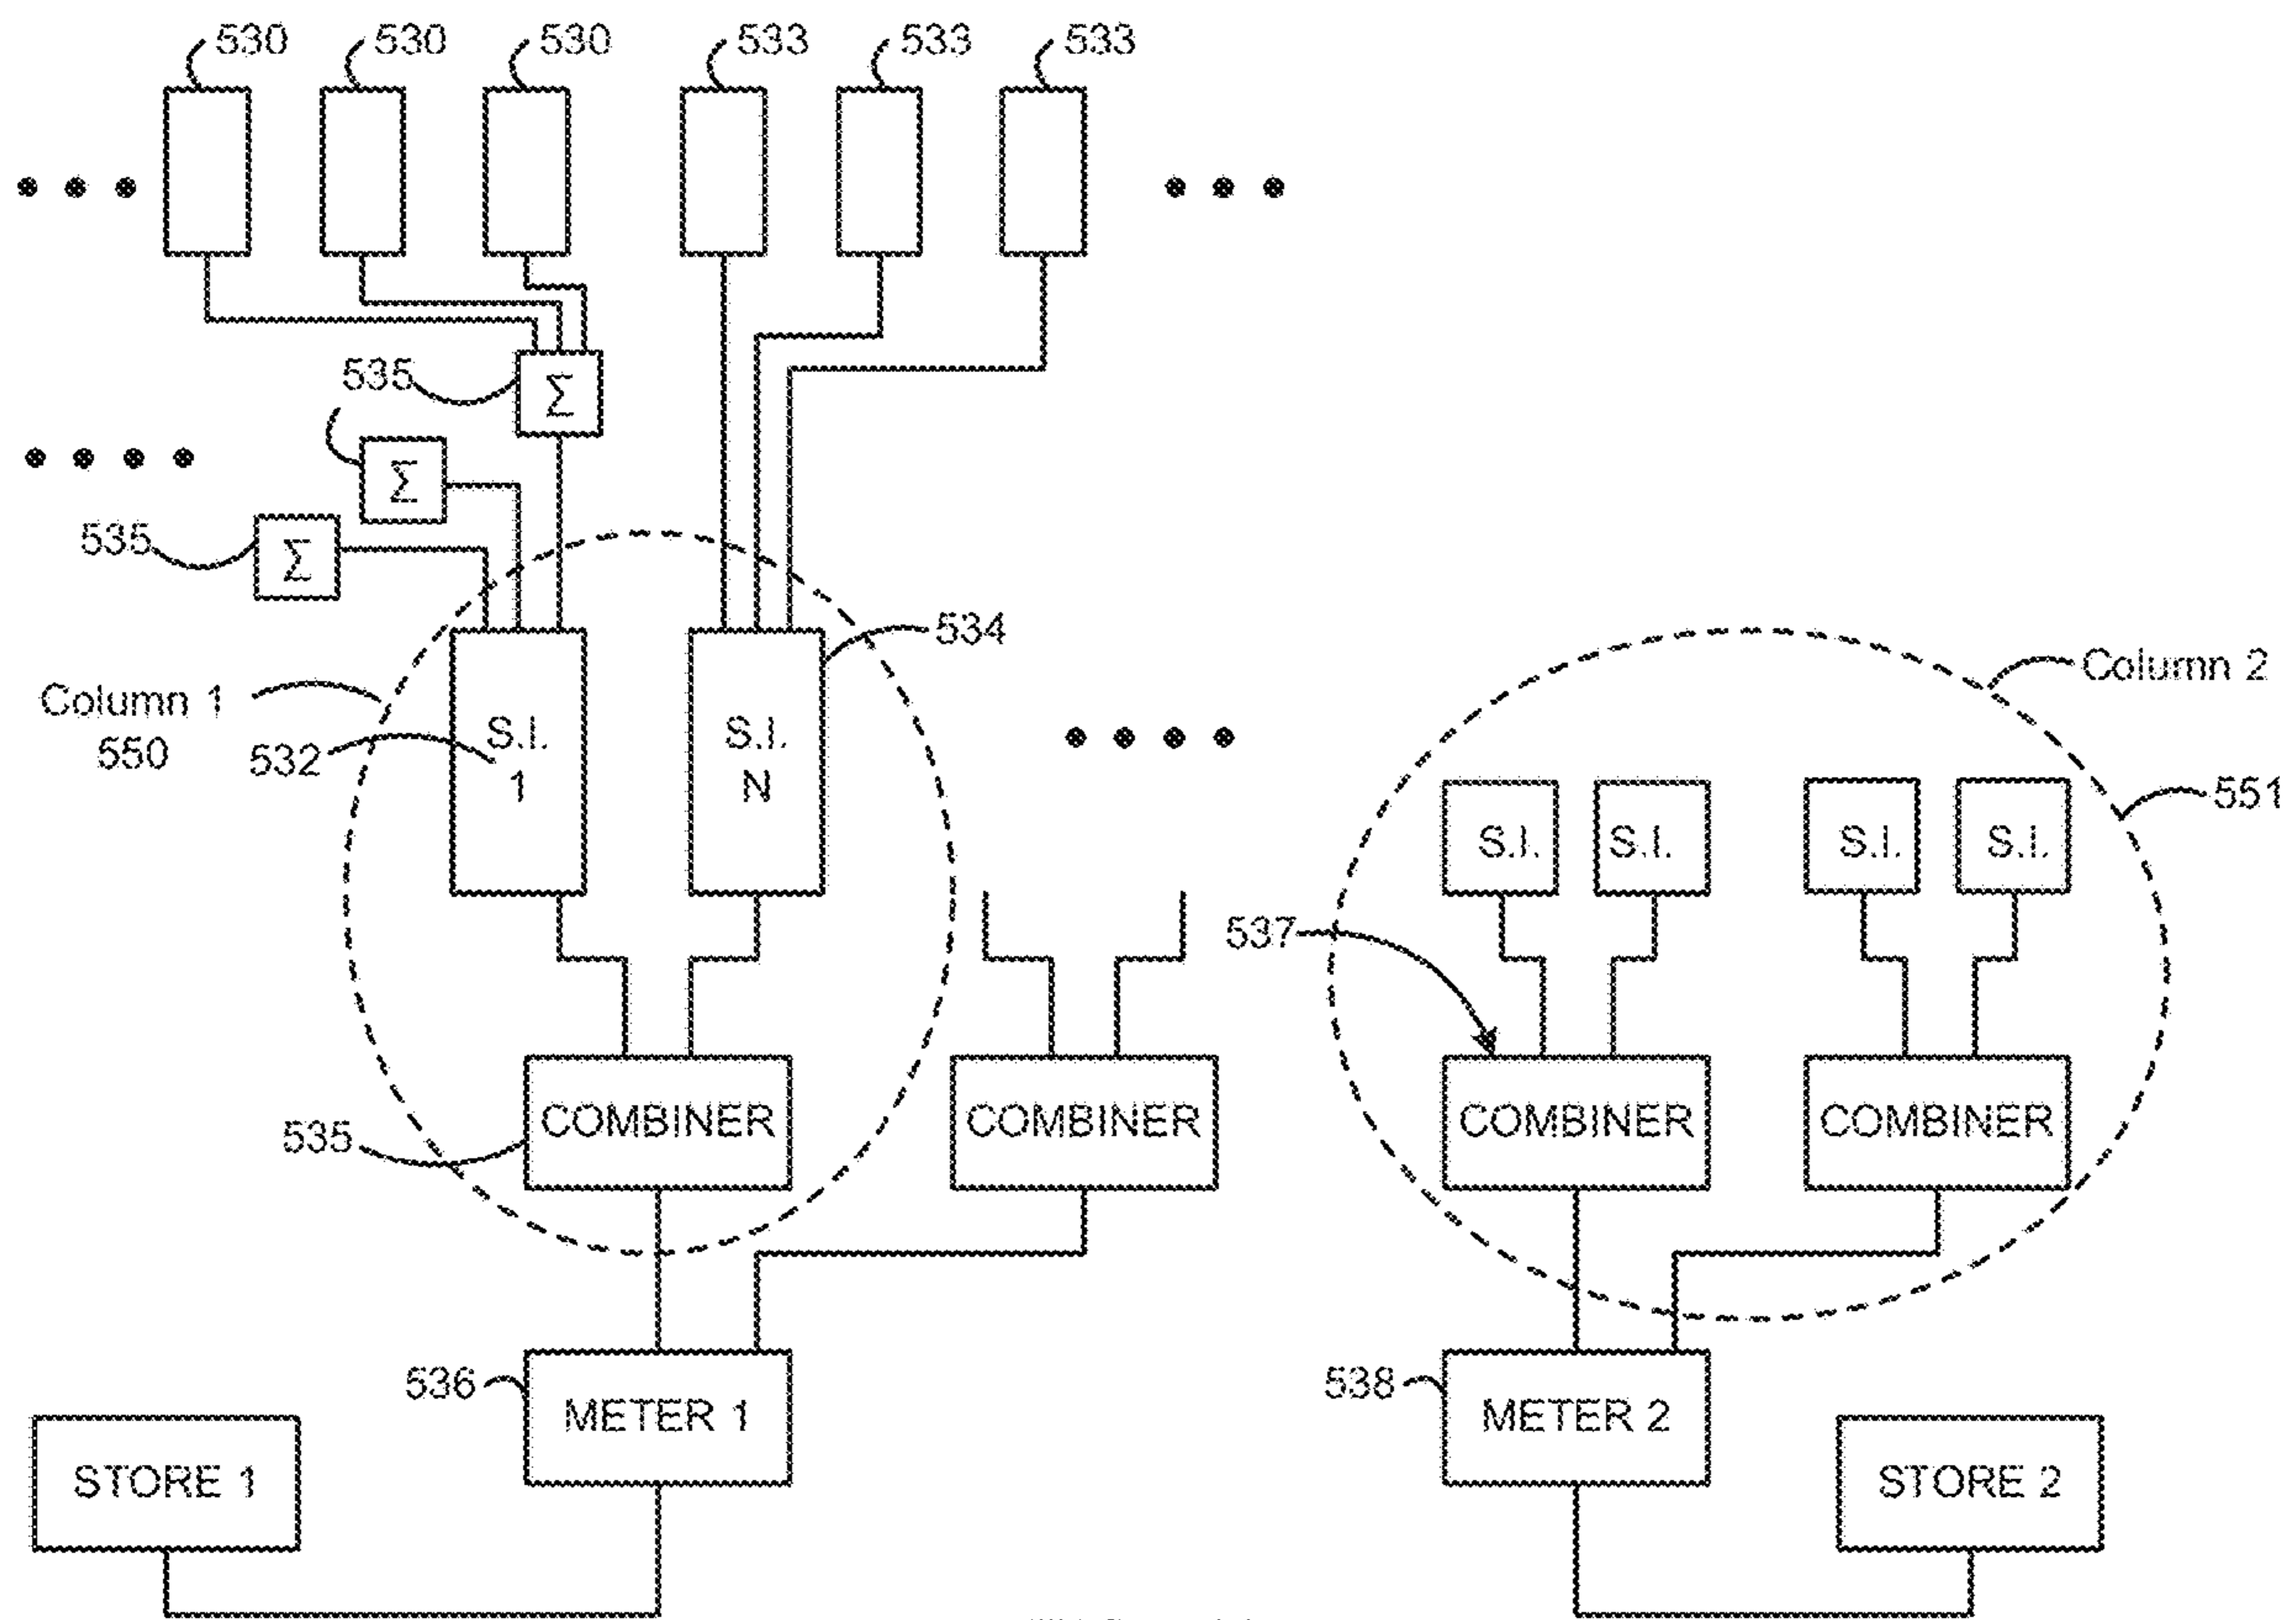 530 530 530 533 533 533
535
Σ
Σ
535
Σ
534
Column 2
Column 1
550
532
S.I.
1
S.I.
N
551
S.I. S.I. S.I. S.I.
537
535
COMBINER COMBINER COMBINER COMBINER
536
538
METER 1
METER 2
STORE 1
STORE 2